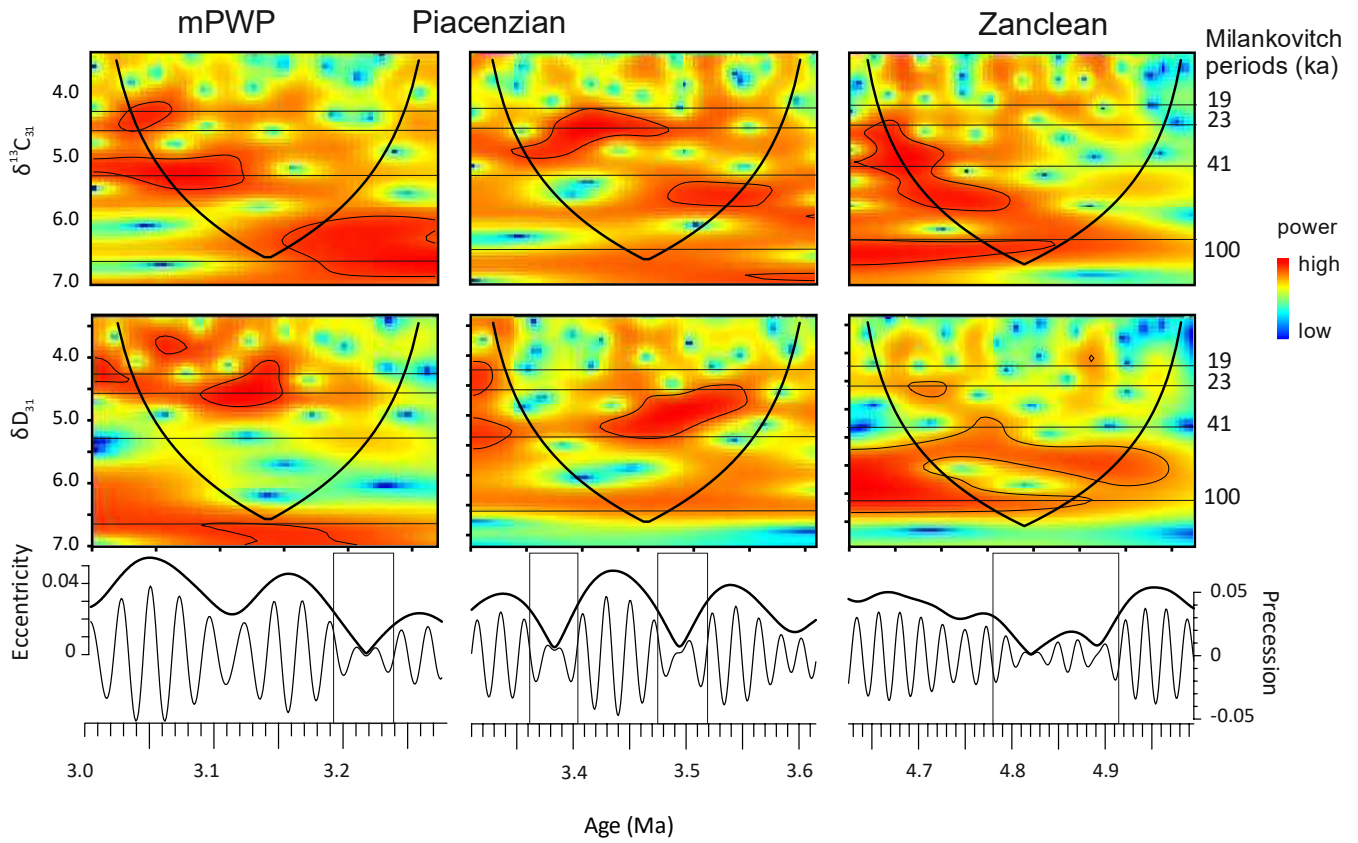 mPWP Piacenzian Zanclean
Milankovitch
periods (ka)
δ¹³C₃₁
4.0
5.0
6.0
7.0
19
23
41
100
power
high
low
δD₃₁
4.0
5.0
6.0
7.0
19
23
41
100
Eccentricity
0.04
0
Precession
0.05
0
-0.05
3.0 3.1 3.2 3.4 3.5 3.6 4.7 4.8 4.9
Age (Ma)